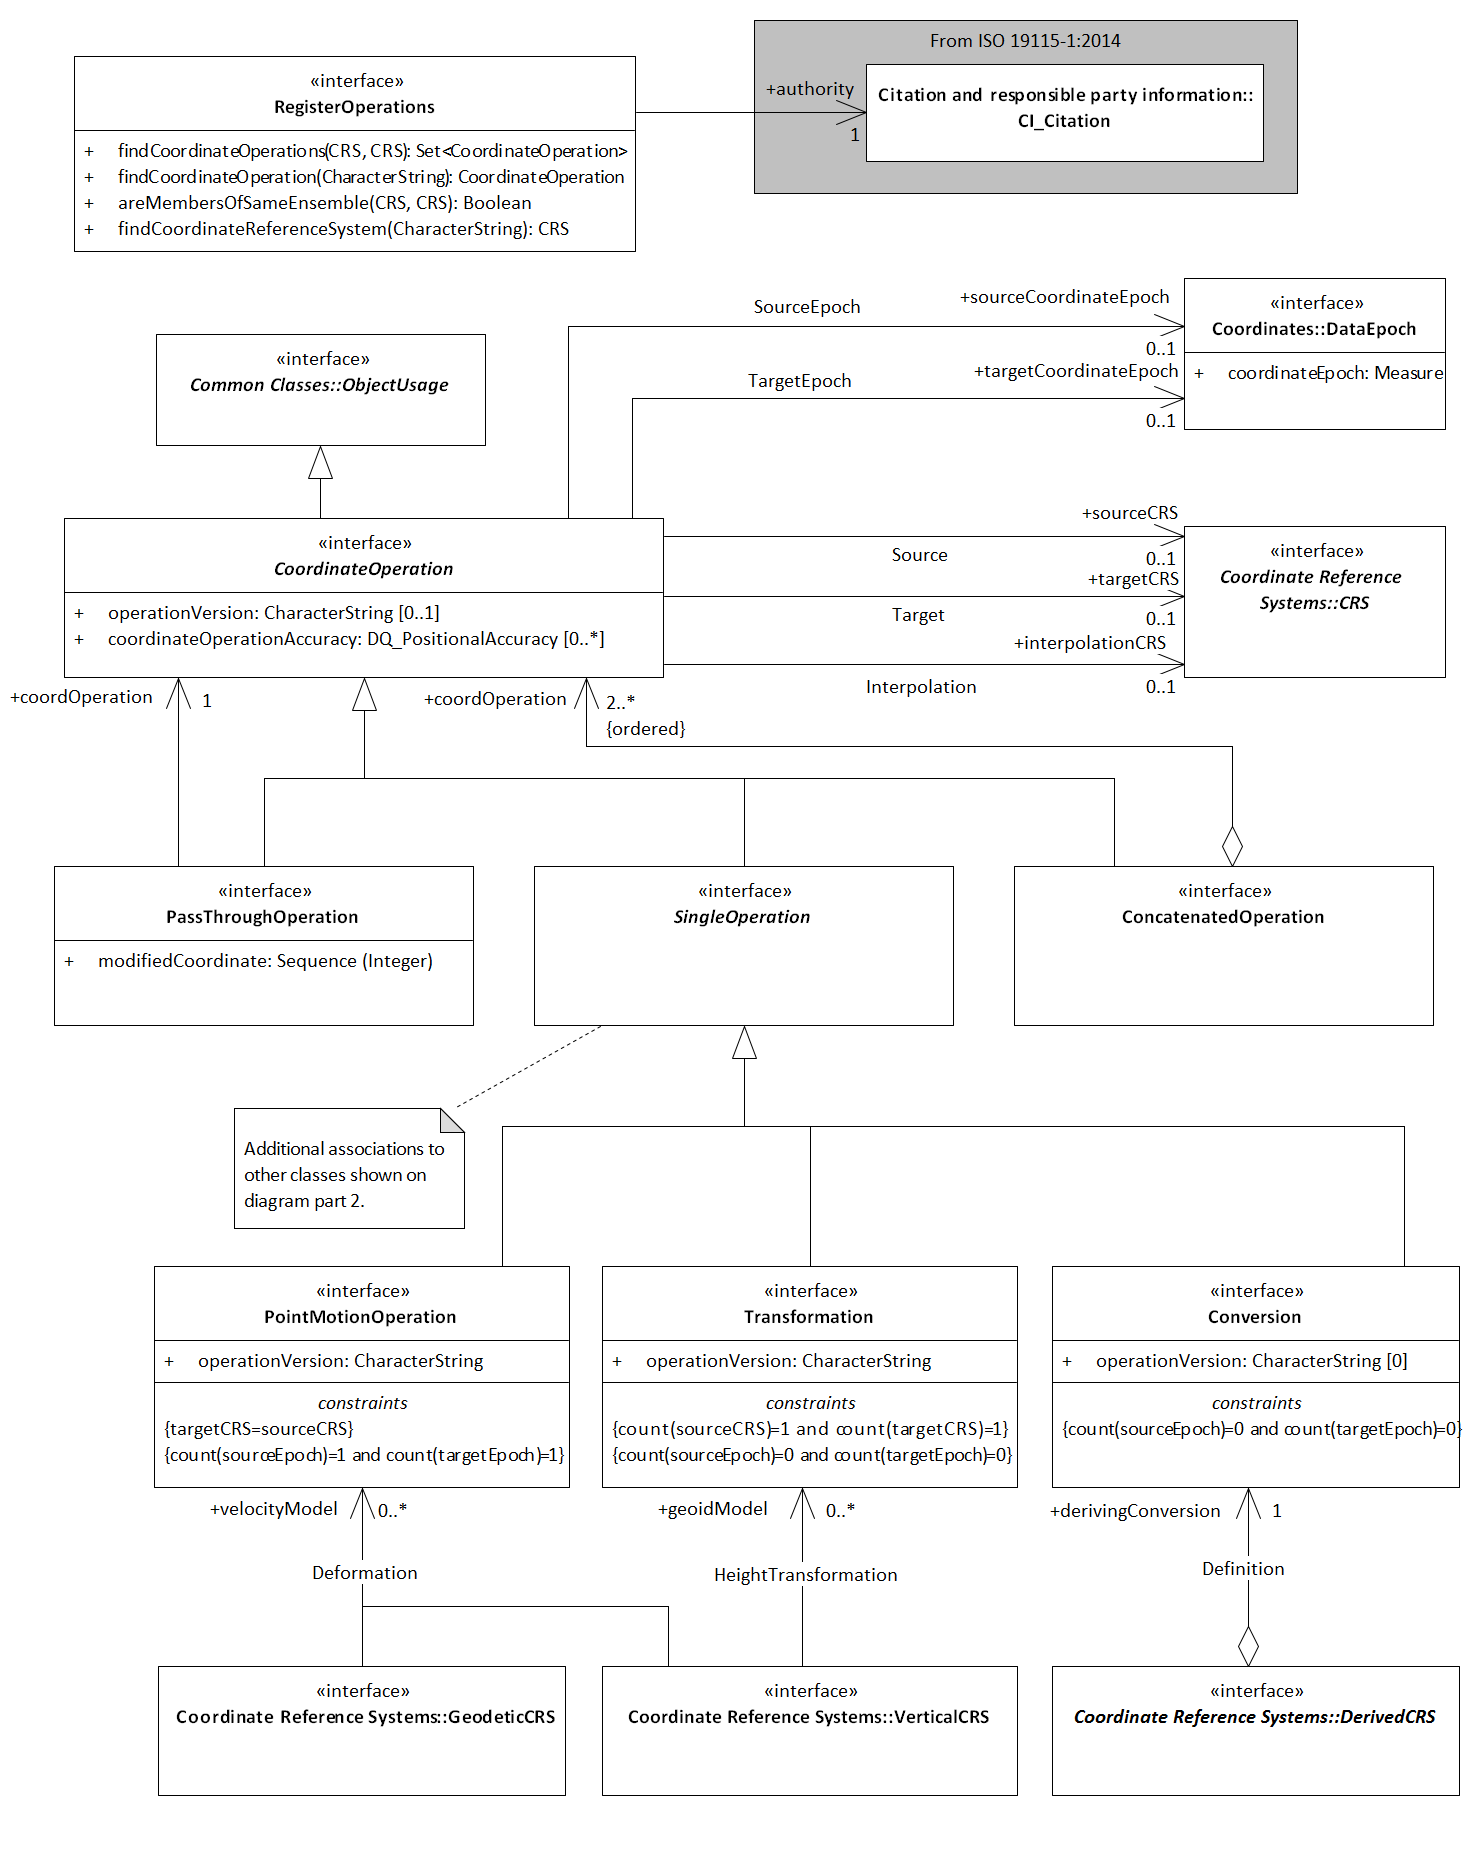 From ISO 19115-1:2014
«interface»
RegisterOperations
+ findCoordinateOperations(CRS, CRS): Set<CoordinateOperation>
+ findCoordinateOperation(CharacterString): CoordinateOperation
+ areMembersOfSameEnsemble(CRS, CRS): Boolean
+ findCoordinateReferenceSystem(CharacterString): CRS
+authority
1
Citation and responsible party information::
CI_Citation
«interface»
Common Classes::ObjectUsage
SourceEpoch
+sourceCoordinateEpoch
0..1
TargetEpoch
+targetCoordinateEpoch
0..1
«interface»
Coordinates::DataEpoch
+ coordinateEpoch: Measure
«interface»
CoordinateOperation
+ operationVersion: CharacterString [0..1]
+ coordinateOperationAccuracy: DQ_PositionalAccuracy [0..*]
+sourceCRS
Source
0..1
+targetCRS
Target
0..1
+interpolationCRS
Interpolation
0..1
«interface»
Coordinate Reference
Systems::CRS
+coordOperation
1
+coordOperation
2..*
{ordered}
«interface»
PassThroughOperation
+ modifiedCoordinate: Sequence (Integer)
«interface»
SingleOperation
«interface»
ConcatenatedOperation
Additional associations to
other classes shown on
diagram part 2.
«interface»
PointMotionOperation
+ operationVersion: CharacterString
constraints
{targetCRS=sourceCRS}
{count(sourceEpoch)=1 and count(targetEpoch)=1}
«interface»
Transformation
+ operationVersion: CharacterString
constraints
{count(sourceCRS)=1 and count(targetCRS)=1}
{count(sourceEpoch)=0 and count(targetEpoch)=0}
«interface»
Conversion
+ operationVersion: CharacterString [0]
constraints
{count(sourceEpoch)=0 and count(targetEpoch)=0}
+velocityModel
0..*
Deformation
+geoidModel
0..*
HeightTransformation
+derivingConversion
1
Definition
«interface»
Coordinate Reference Systems::GeodeticCRS
«interface»
Coordinate Reference Systems::VerticalCRS
«interface»
Coordinate Reference Systems::DerivedCRS